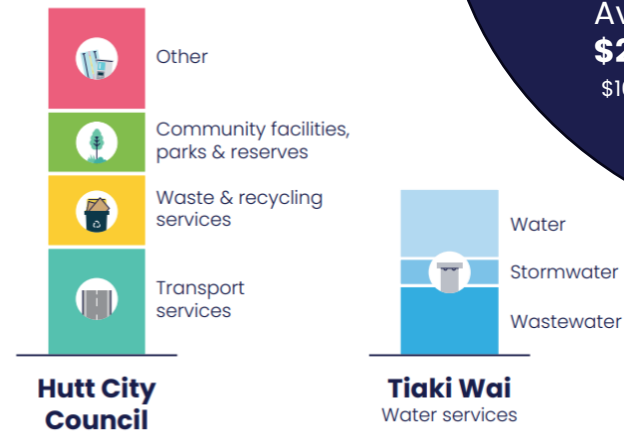 Other
Community facilities,
parks & reserves
Waste & recycling
services
Transport
services
Hutt City
Council
Water
Stormwater
Wastewater
Tiaki Wai
Water services